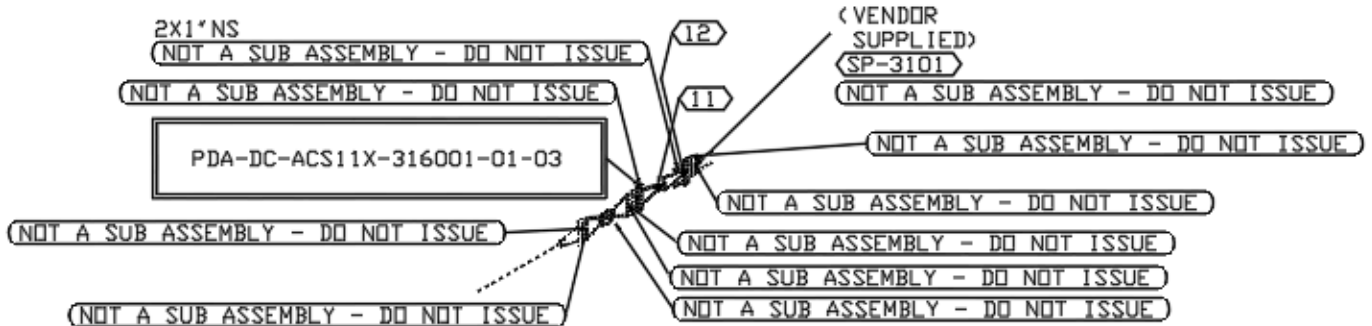 2X1"NS
NOT A SUB ASSEMBLY - DO NOT ISSUE
NOT A SUB ASSEMBLY - DO NOT ISSUE
12
11
(VENDOR
SUPPLIED)
SP-3101
NOT A SUB ASSEMBLY - DO NOT ISSUE
NOT A SUB ASSEMBLY - DO NOT ISSUE
PDA-DC-ACS11X-316001-01-03
NOT A SUB ASSEMBLY - DO NOT ISSUE
NOT A SUB ASSEMBLY - DO NOT ISSUE
NOT A SUB ASSEMBLY - DO NOT ISSUE
NOT A SUB ASSEMBLY - DO NOT ISSUE
NOT A SUB ASSEMBLY - DO NOT ISSUE
NOT A SUB ASSEMBLY - DO NOT ISSUE